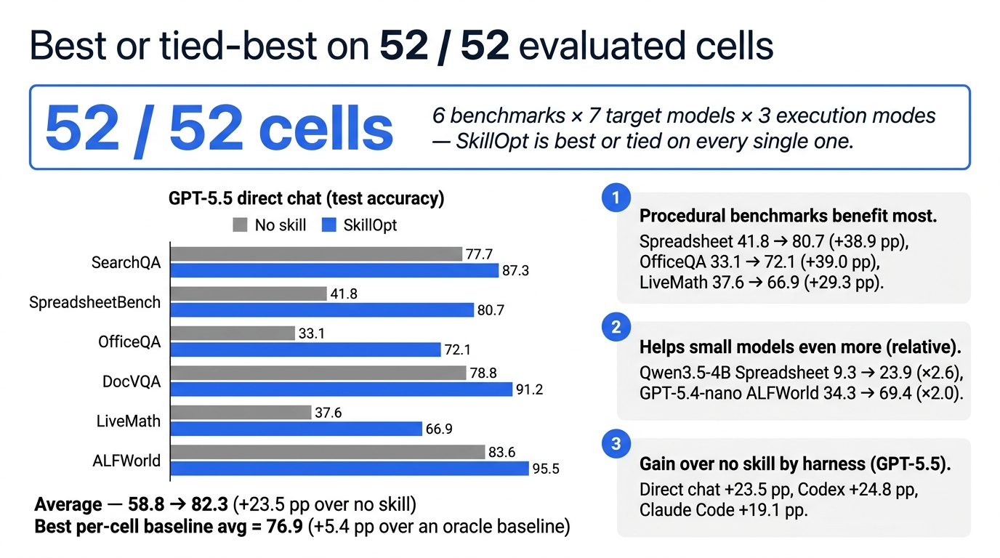 Best or tied-best on 52 / 52 evaluated cells
52 / 52 cells
6 benchmarks × 7 target models × 3 execution modes
— SkillOpt is best or tied on every single one.
GPT-5.5 direct chat (test accuracy)
No skill
SkillOpt
SearchQA
77.7
87.3
SpreadsheetBench
41.8
80.7
OfficeQA
33.1
72.1
DocVQA
78.8
91.2
LiveMath
37.6
66.9
ALFWorld
83.6
95.5
Average — 58.8 → 82.3 (+23.5 pp over no skill)
Best per-cell baseline avg = 76.9 (+5.4 pp over an oracle baseline)
1
Procedural benchmarks benefit most.
Spreadsheet 41.8 → 80.7 (+38.9 pp),
OfficeQA 33.1 → 72.1 (+39.0 pp),
LiveMath 37.6 → 66.9 (+29.3 pp).
2
Helps small models even more (relative).
Qwen3.5-4B Spreadsheet 9.3 → 23.9 (×2.6),
GPT-5.4-nano ALFWorld 34.3 → 69.4 (×2.0).
3
Gain over no skill by harness (GPT-5.5).
Direct chat +23.5 pp, Codex +24.8 pp,
Claude Code +19.1 pp.